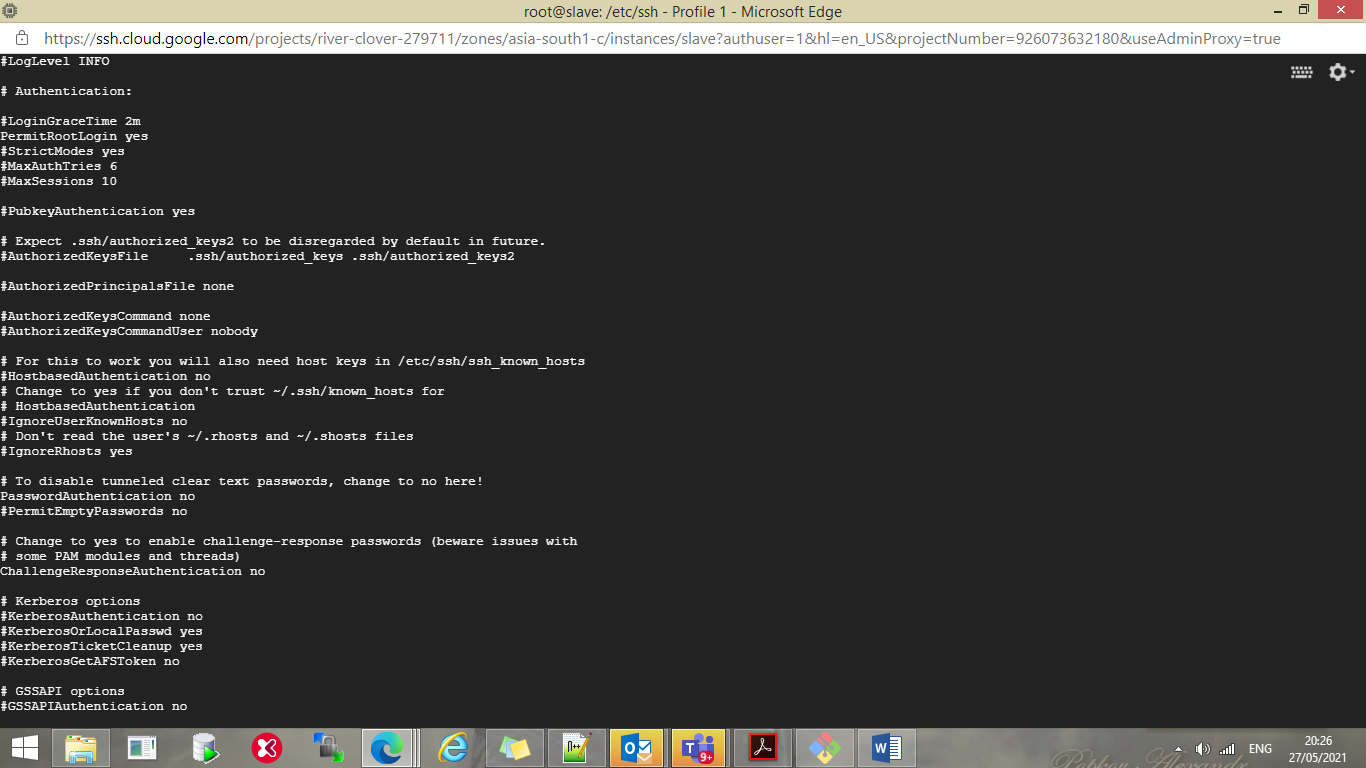 root@slave: /etc/ssh - Profile 1 - Microsoft Edge
https://ssh.cloud.google.com/projects/river-clover-279711/zones/asia-south1-c/instances/slave?authuser=1&hl=en_US&projectNumber=926073632180&useAdminProxy=true
#LogLevel INFO
# Authentication:
#LoginGraceTime 2m
PermitRootLogin yes
#StrictModes yes
#MaxAuthTries 6
#MaxSessions 10
#PubkeyAuthentication yes
# Expect .ssh/authorized_keys2 to be disregarded by default in future.
#AuthorizedKeysFile     .ssh/authorized_keys .ssh/authorized_keys2
#AuthorizedPrincipalsFile none
#AuthorizedKeysCommand none
#AuthorizedKeysCommandUser nobody
# For this to work you will also need host keys in /etc/ssh/ssh_known_hosts
#HostbasedAuthentication no
# Change to yes if you don't trust ~/.ssh/known_hosts for
# HostbasedAuthentication
#IgnoreUserKnownHosts no
# Don't read the user's ~/.rhosts and ~/.shosts files
#IgnoreRhosts yes
# To disable tunneled clear text passwords, change to no here!
PasswordAuthentication no
#PermitEmptyPasswords no
# Change to yes to enable challenge-response passwords (beware issues with
# some PAM modules and threads)
ChallengeResponseAuthentication no
# Kerberos options
#KerberosAuthentication no
#KerberosOrLocalPasswd yes
#KerberosTicketCleanup yes
#KerberosGetAFSToken no
# GSSAPI options
#GSSAPIAuthentication no
9+
ENG
20:26
27/05/2021